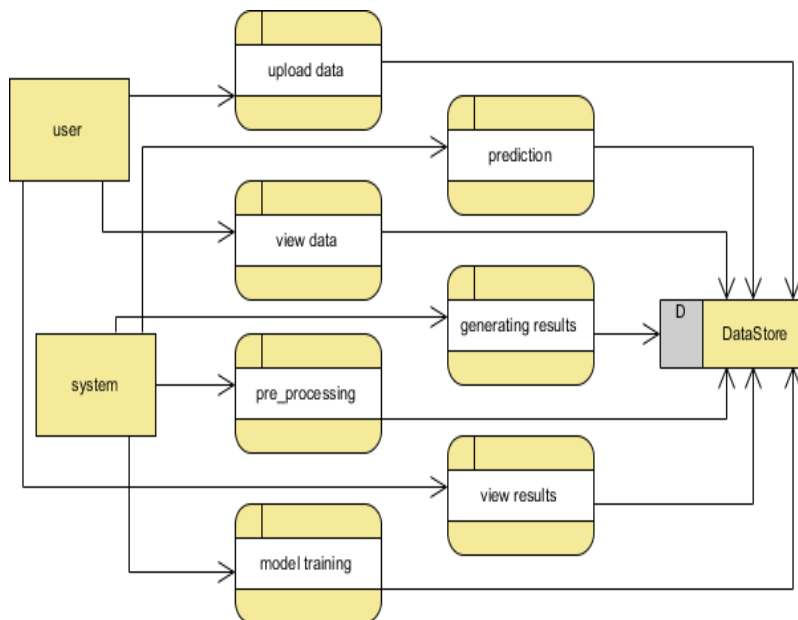 upload data
user
prediction
view data
D
DataStore
generating results
system
pre_processing
view results
model training